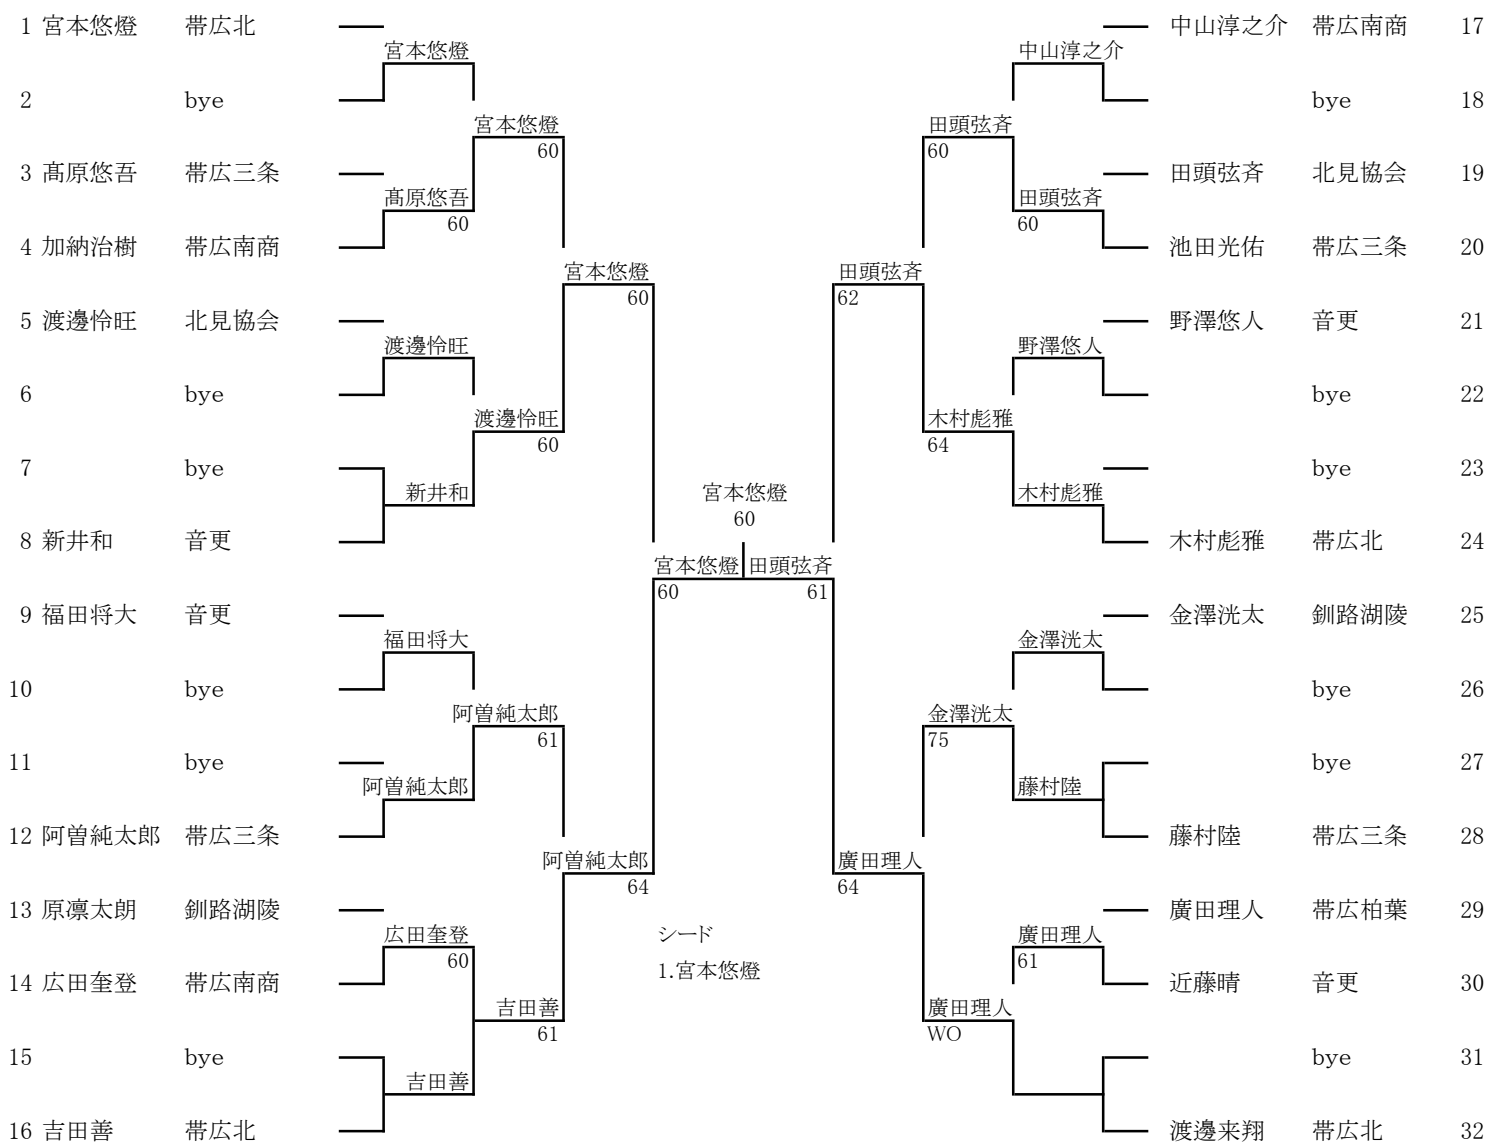 1 宮本悠燈 帯広北
中山淳之介 帯広南商 17
宮本悠燈
中山淳之介
2 bye
bye 18
宮本悠燈
60
田頭弦斉
60
3 髙原悠吾 帯広三条
田頭弦斉 北見協会 19
髙原悠吾
60
田頭弦斉
60
4 加納治樹 帯広南商
池田光佑 帯広三条 20
宮本悠燈
60
田頭弦斉
62
5 渡邊怜旺 北見協会
野澤悠人 音更 21
渡邊怜旺
野澤悠人
6 bye
bye 22
渡邊怜旺
60
木村彪雅
64
7 bye
bye 23
新井和
宮本悠燈
60
木村彪雅
8 新井和 音更
木村彪雅 帯広北 24
宮本悠燈
60
田頭弦斉
61
9 福田将大 音更
金澤洸太 釧路湖陵 25
福田将大
金澤洸太
10 bye
bye 26
阿曽純太郎
61
金澤洸太
75
11 bye
bye 27
阿曽純太郎
藤村陸
12 阿曽純太郎 帯広三条
藤村陸 帯広三条 28
阿曽純太郎
64
廣田理人
64
13 原凛太朗 釧路湖陵
廣田理人 帯広柏葉 29
広田奎登
60
シード
1.宮本悠燈
廣田理人
61
14 広田奎登 帯広南商
近藤晴 音更 30
吉田善
61
廣田理人
WO
15 bye
bye 31
吉田善
16 吉田善 帯広北
渡邊来翔 帯広北 32